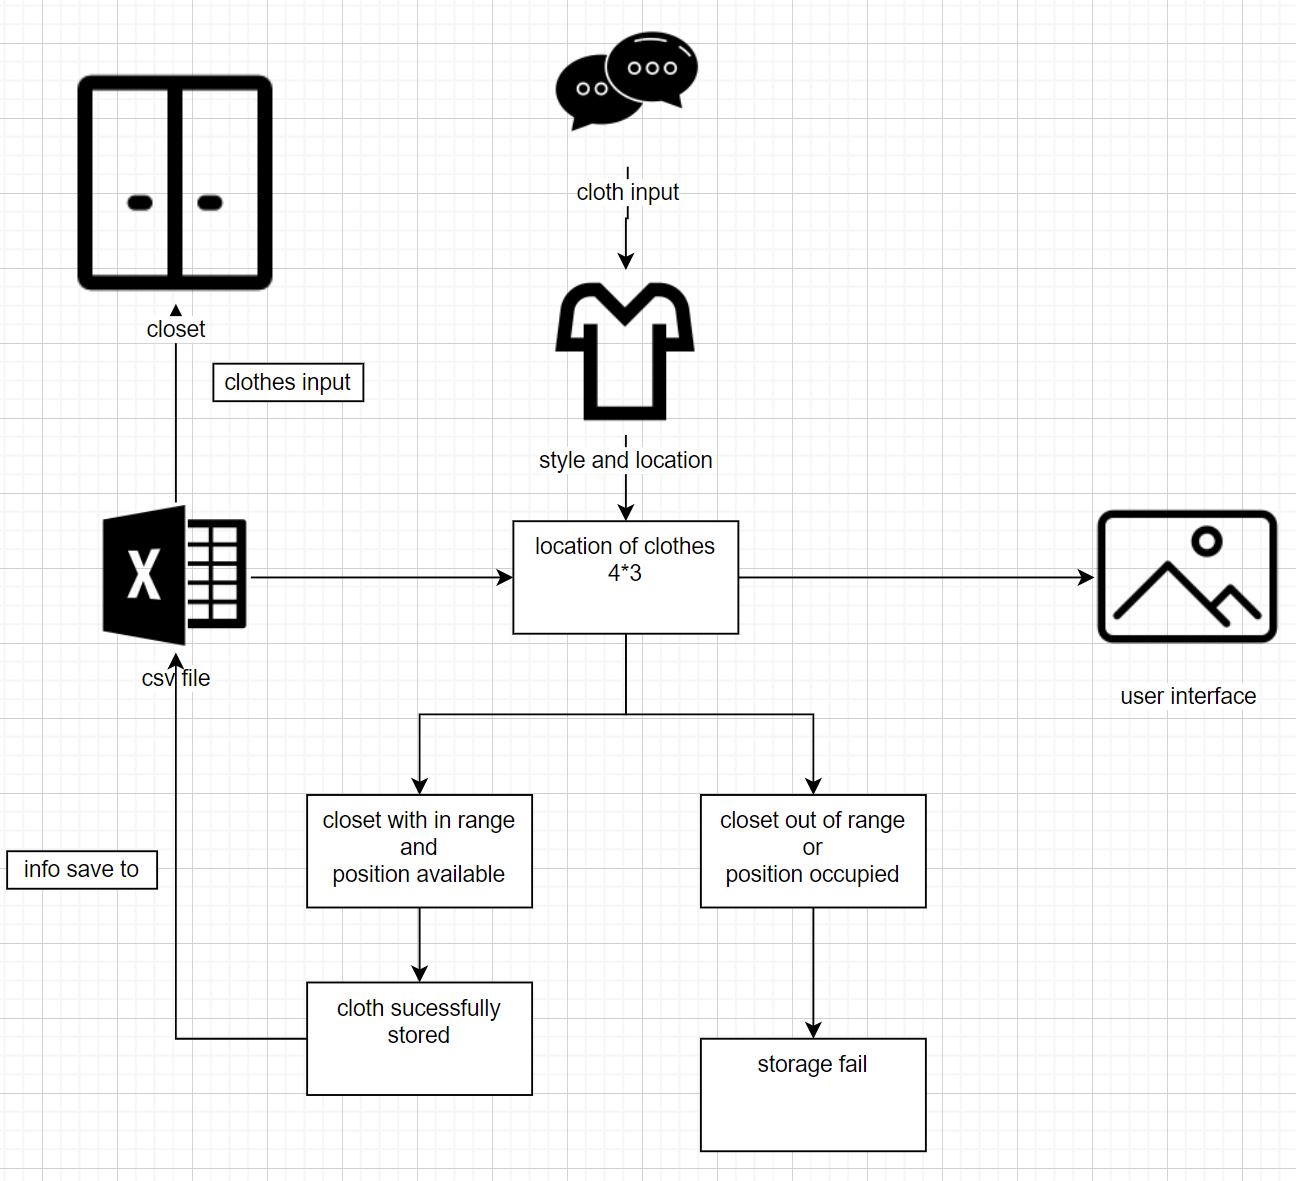 cloth input
closet
clothes input
style and location
X
location of clothes
4*3
csv file
user interface
closet with in range
and
position available
closet out of range
or
position occupied
info save to
cloth sucessfully
stored
storage fail